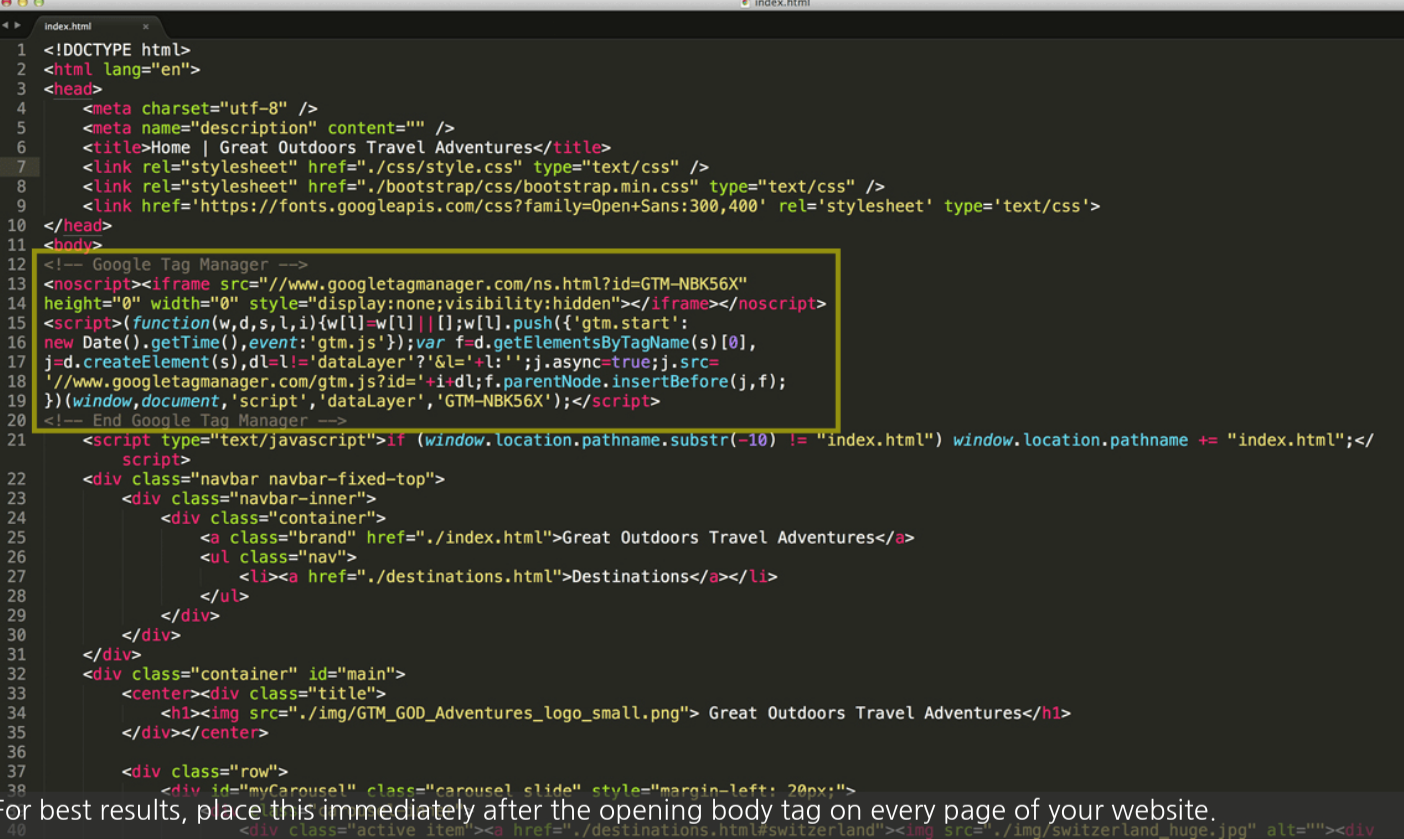 index.html
index.html
1 <!DOCTYPE html>
2 <html lang="en">
3 <head>
4 <meta charset="utf-8" />
5 <meta name="description" content="" />
6 <title>Home | Great Outdoors Travel Adventures</title>
7 <link rel="stylesheet" href="./css/style.css" type="text/css" />
8 <link rel="stylesheet" href="./bootstrap/css/bootstrap.min.css" type="text/css" />
9 <link href='https://fonts.googleapis.com/css?family=Open+Sans:300,400' rel='stylesheet' type='text/css'>
10 </head>
11 <body>
12 <!-- Google Tag Manager -->
13 <noscript><iframe src="//www.googletagmanager.com/ns.html?id=GTM-NBK56X"
14 height="0" width="0" style="display:none;visibility:hidden"></iframe></noscript>
15 <script>(function(w,d,s,l,i){w[l]=w[l]||[];w[l].push({'gtm.start':
16 new Date().getTime(),event:'gtm.js'});var f=d.getElementsByTagName(s)[0],
17 j=d.createElement(s),dl=l!='dataLayer'?'&l='+l:'';j.async=true;j.src=
18 '//www.googletagmanager.com/gtm.js?id='+i+dl;f.parentNode.insertBefore(j,f);
19 })(window,document,'script','dataLayer','GTM-NBK56X');</script>
20 <!-- End Google Tag Manager -->
21 <script type="text/javascript">if (window.location.pathname.substr(-10) != "index.html") window.location.pathname += "index.html";</
script>
22 <div class="navbar navbar-fixed-top">
23 <div class="navbar-inner">
24 <div class="container">
25 <a class="brand" href="./index.html">Great Outdoors Travel Adventures</a>
26 <ul class="nav">
27 <li><a href="./destinations.html">Destinations</a></li>
28 </ul>
29 </div>
30 </div>
31 </div>
32 <div class="container" id="main">
33 <center><div class="title">
34 <h1><img src="./img/GTM_GOD_Adventures_logo_small.png"> Great Outdoors Travel Adventures</h1>
35 </div></center>
36
37 <div class="row">
38 <div id="myCarousel" class="carousel slide" style="margin-left: 20px;">
For best results, place this immediately after the opening body tag on every page of your website.
40 <div class="active item"><a href="./destinations.html#switzerland"><img src="./img/switzerland_huge.jpg" alt=""><div